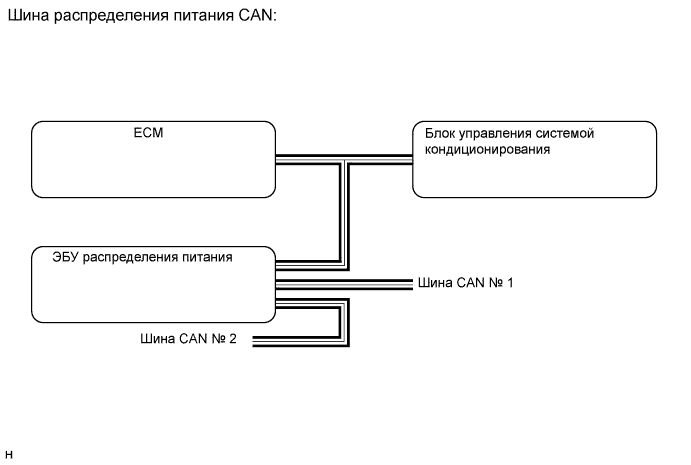 Шина распределения питания CAN:
ECM
Блок управления системой
кондиционирования
ЭБУ распределения питания
Шина CAN № 1
Шина CAN № 2
н